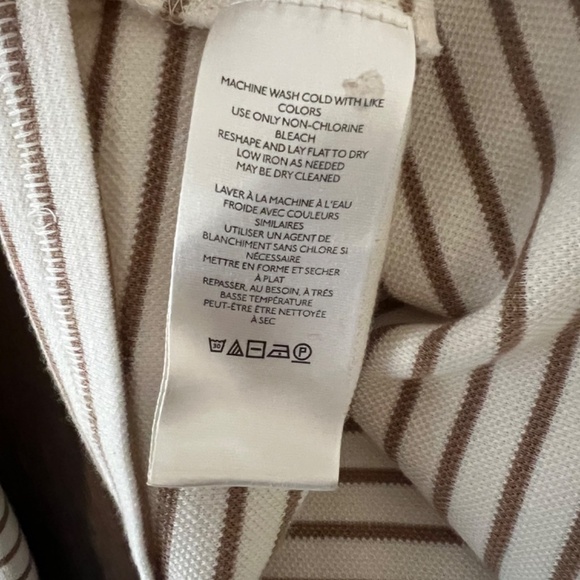 MACHINE WASH COLD WITH LIKE
COLORS
USE ONLY NON-CHLORINE
BLEACH
RESHAPE AND LAY FLAT TO DRY
LOW IRON AS NEEDED
MAY BE DRY CLEANED
LAVER À LA MACHINE À L'EAU
FROIDE AVEC COULEURS
SIMILAIRES
UTILISER UN AGENT DE
BLANCHIMENT SANS CHLORE SI
NÉCESSAIRE
METTRE EN FORME ET SECHER
À PLAT
REPASSER, AU BESOIN, À TRÈS
BASSE TEMPÉRATURE
PEUT-ÊTRE ÊTRE NETTOYÉE
À SEC
30 P